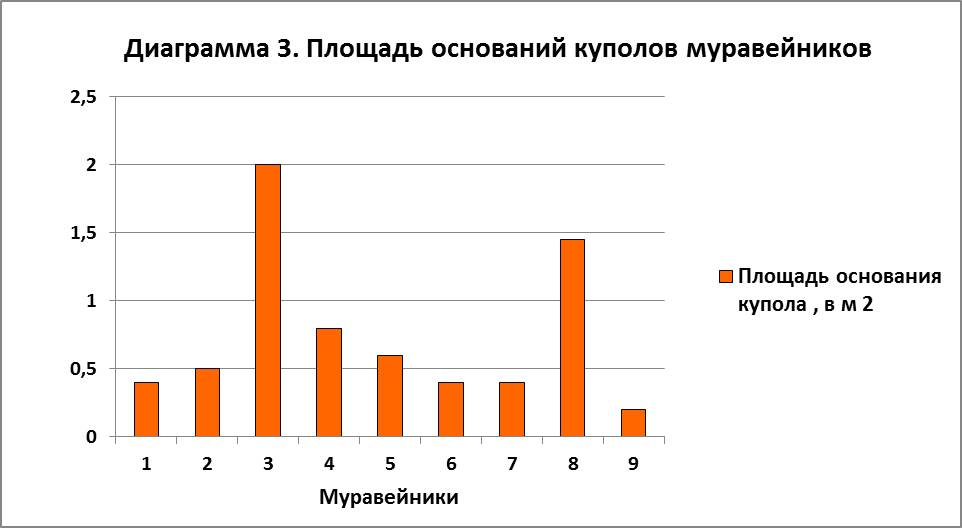 Диаграмма 3. Площадь оснований куполов муравейников
2,5
2
1,5
1
0,5
0
1 2 3 4 5 6 7 8 9
Муравейники
Площадь основания
купола , в м 2